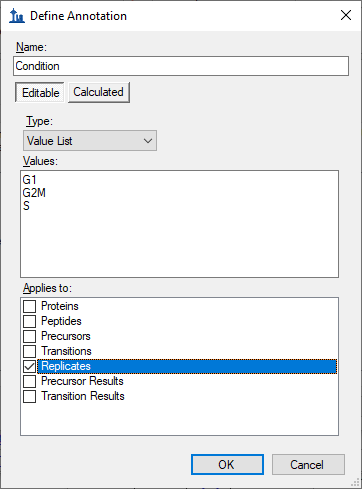 Define Annotation
Name:
Condition
Editable Calculated
Type:
Value List
Values:
G1
G2M
S
Applies to:
Proteins
Peptides
Precursors
Transitions
Replicates
Precursor Results
Transition Results
OK Cancel